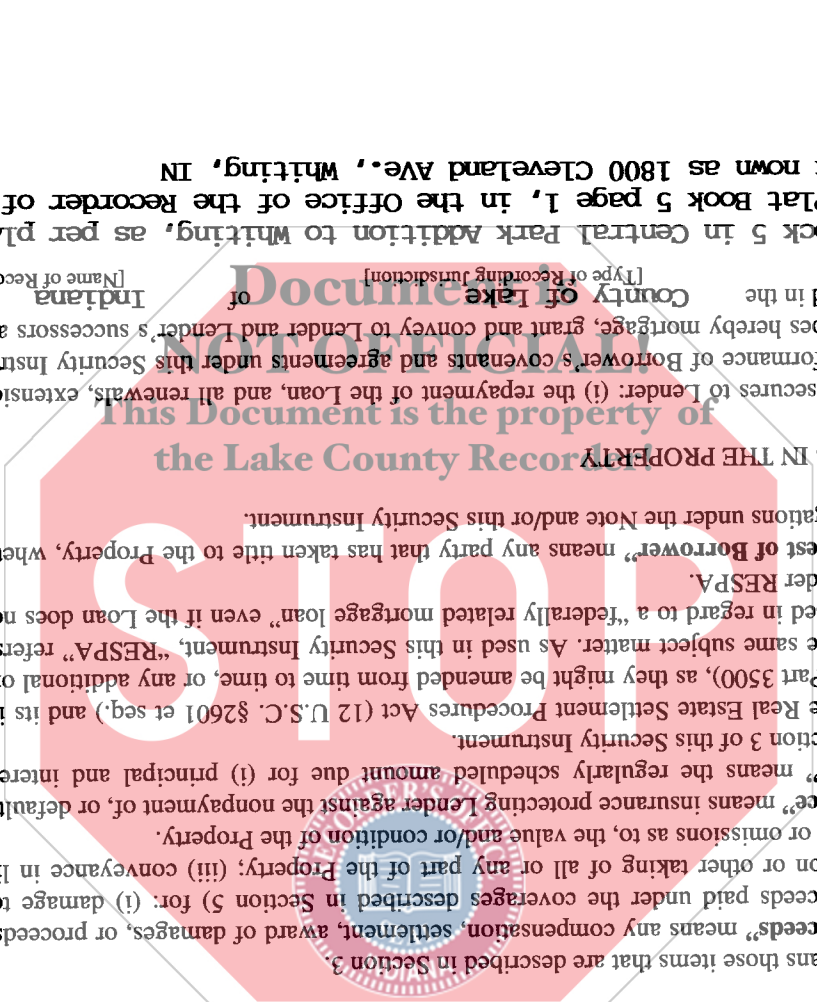 ans those items that are described in Section 3.
ceeds” means any compensation, settlement, award of damages, or proceeds
ceeds paid under the coverages described in Section 5) for: (i) damage to
on or other taking of all or any part of the Property; (iii) conveyance in
or omissions as to, the value and/or condition of the Property.
ce” means insurance protecting Lender against the nonpayment of, or default
” means the regularly scheduled amount due for (i) principal and intere
ction 3 of this Security Instrument.
e Real Estate Settlement Procedures Act (12 U.S.C. §2601 et seq.) and its i
Part 3500), as they might be amended from time to time, or any additional o
e same subject matter. As used in this Security Instrument, “RESPA” refers
ed in regard to a “federally related mortgage loan” even if the Loan does no
der RESPA.
est of Borrower” means any party that has taken title to the Property, whet
gations under the Note and/or this Security Instrument.
IN THE PROPERTY
secures to Lender: (i) the repayment of the Loan, and all renewals, extensio
formance of Borrower's covenants and agreements under this Security Instru
oes hereby mortgage, grant and convey to Lender and Lender's successors a
d in the County of Lake of Indiana
[Type of Recording Jurisdiction] [Name of Reco
ck 5 in Central Park Addition to Whiting, as per pl
Plat Book 5 page 1, in the Office of the Recorder of
nown as 1800 Cleveland Ave., Whiting, IN
Document is
NOT OFFICIAL!
This Document is the property of
the Lake County Recorder!
STOP